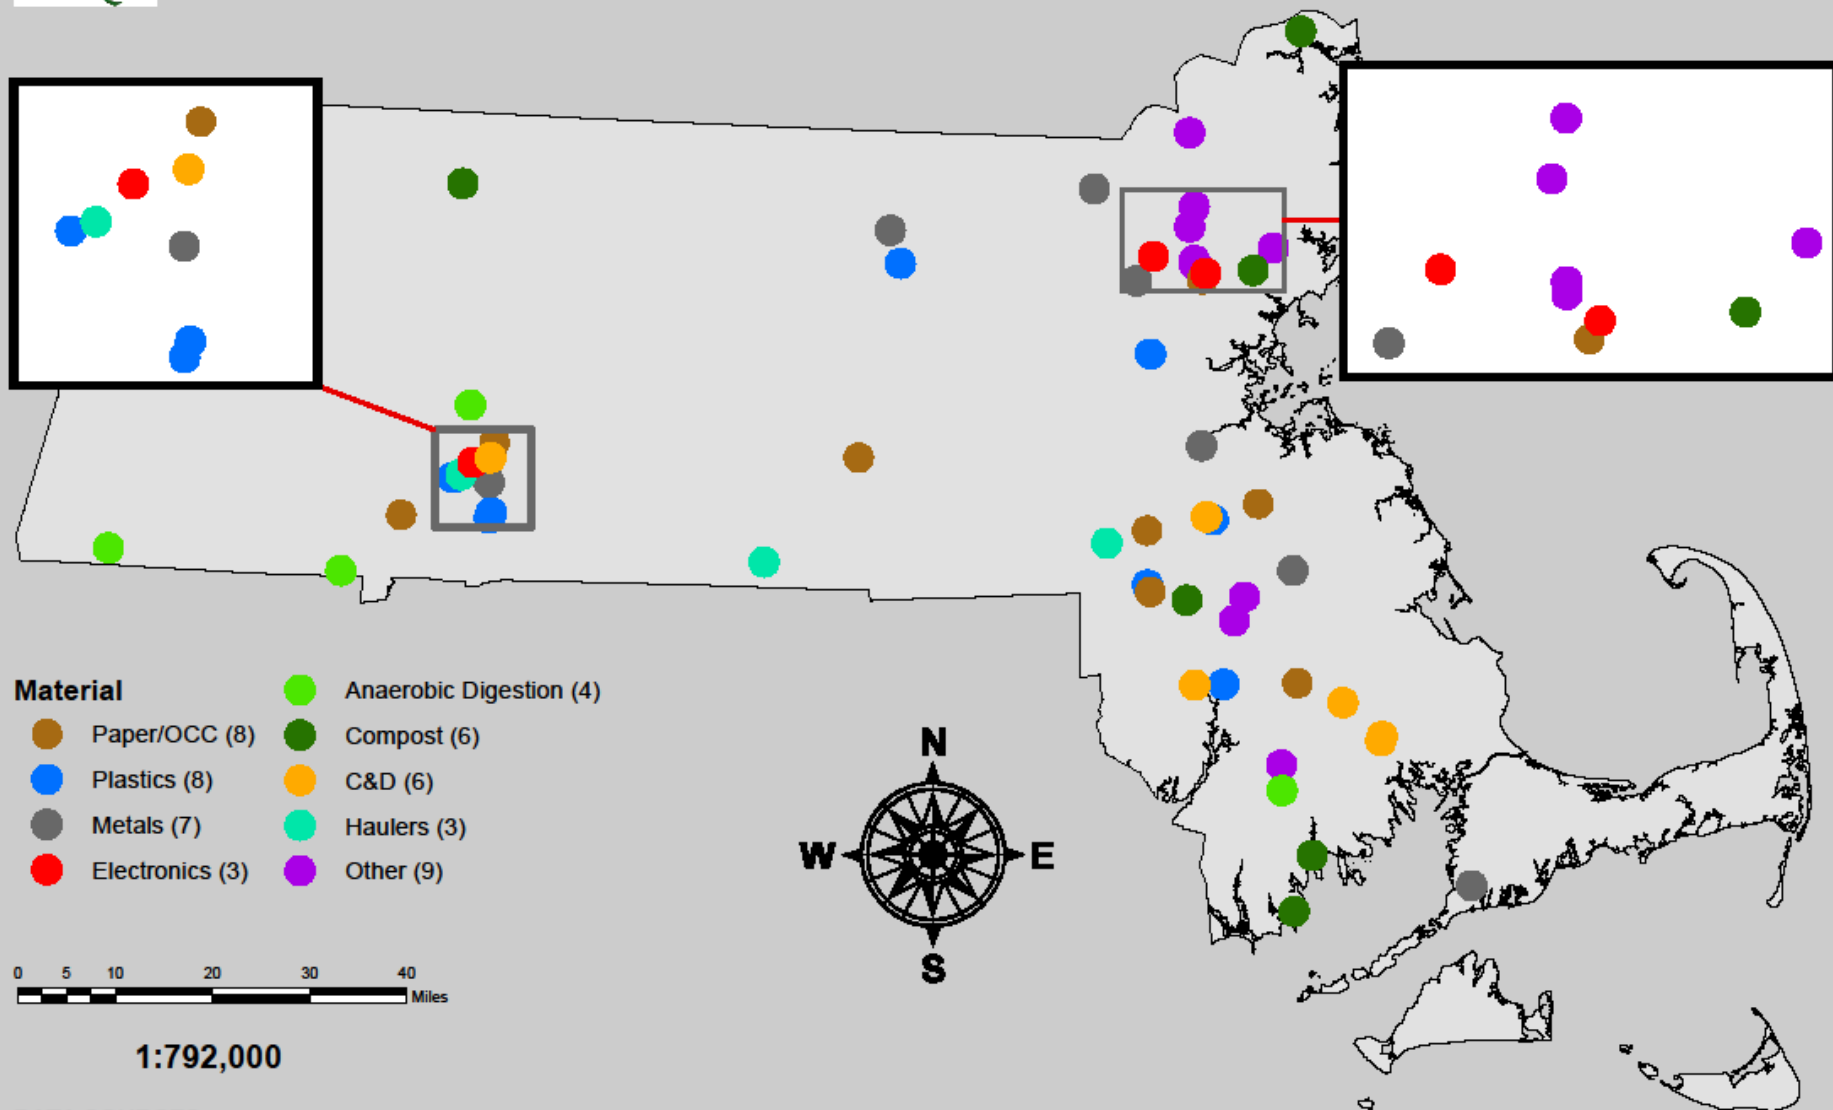 Material
Paper/OCC (8)
Plastics (8)
Metals (7)
Electronics (3)
Anaerobic Digestion (4)
Compost (6)
C&D (6)
Haulers (3)
Other (9)
N
W E
S
0 5 10 20 30 40
Miles
1:792,000